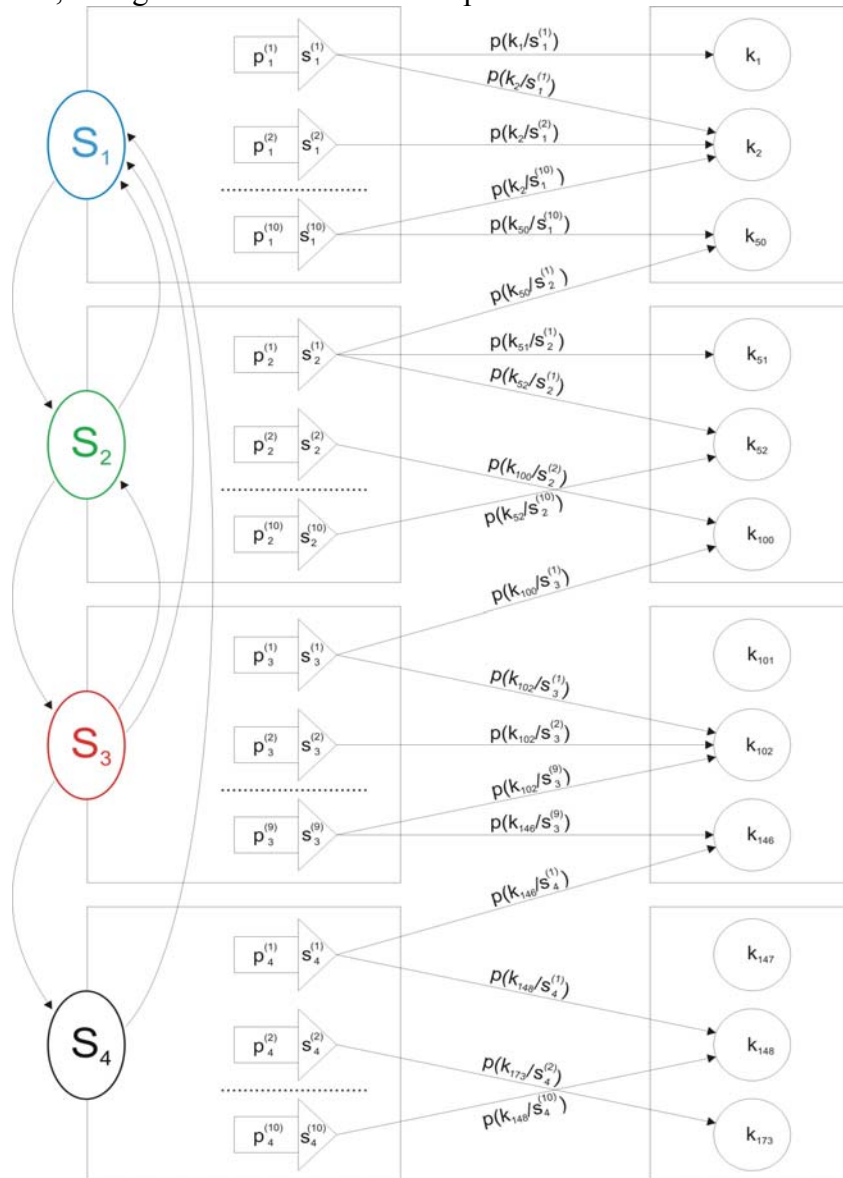 p₁⁽¹⁾ s₁⁽¹⁾ p(k₁/s₁⁽¹⁾) k₁
p(k₂/s₁⁽¹⁾)
S₁
p₁⁽²⁾ s₁⁽²⁾ p(k₂/s₁⁽²⁾) k₂
p(k₂/s₁⁽¹⁰⁾)
p₁⁽¹⁰⁾ s₁⁽¹⁰⁾ p(k₅₀/s₁⁽¹⁰⁾) k₅₀
p(k₅₀/s₂⁽¹⁾)
p₂⁽¹⁾ s₂⁽¹⁾ p(k₅₁/s₂⁽¹⁾) k₅₁
p(k₅₂/s₂⁽¹⁾)
S₂
p₂⁽²⁾ s₂⁽²⁾ k₅₂
p(k₁₀₀/s₂⁽²⁾)
p(k₅₂/s₂⁽¹⁰⁾)
p₂⁽¹⁰⁾ s₂⁽¹⁰⁾ k₁₀₀
p(k₁₀₀/s₃⁽¹⁾)
p₃⁽¹⁾ s₃⁽¹⁾ k₁₀₁
p(k₁₀₂/s₃⁽¹⁾)
S₃
p₃⁽²⁾ s₃⁽²⁾ p(k₁₀₂/s₃⁽²⁾) k₁₀₂
p(k₁₀₂/s₃⁽⁹⁾)
p₃⁽⁹⁾ s₃⁽⁹⁾ p(k₁₄₆/s₃⁽⁹⁾) k₁₄₆
p(k₁₄₆/s₄⁽¹⁾)
p₄⁽¹⁾ s₄⁽¹⁾ k₁₄₇
p(k₁₄₈/s₄⁽¹⁾)
S₄
p₄⁽²⁾ s₄⁽²⁾ k₁₄₈
p(k₁₇₃/s₄⁽²⁾)
p(k₁₄₈/s₄⁽¹⁰⁾)
p₄⁽¹⁰⁾ s₄⁽¹⁰⁾ k₁₇₃